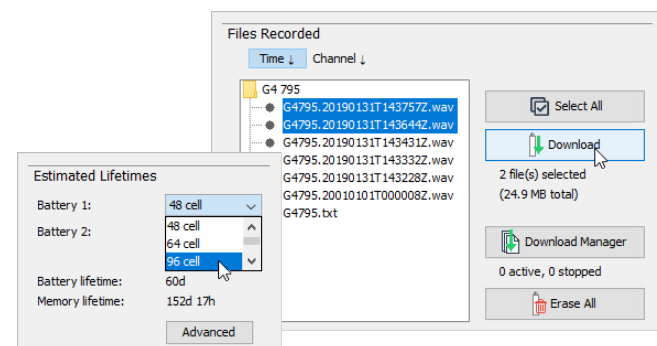 Files Recorded
Time ↓ Channel ↓
G4 795
G4795.20190131T143757Z.wav
G4795.20190131T143644Z.wav
G4795.20190131T143431Z.wav
G4795.20190131T143332Z.wav
G4795.20190131T143228Z.wav
G4795.20010101T000008Z.wav
G4795.txt
Select All
Download
2 file(s) selected
(24.9 MB total)
Download Manager
0 active, 0 stopped
Erase All
Estimated Lifetimes
Battery 1: 48 cell
Battery 2:
48 cell
64 cell
96 cell
Battery lifetime: 60d
Memory lifetime: 152d 17h
Advanced